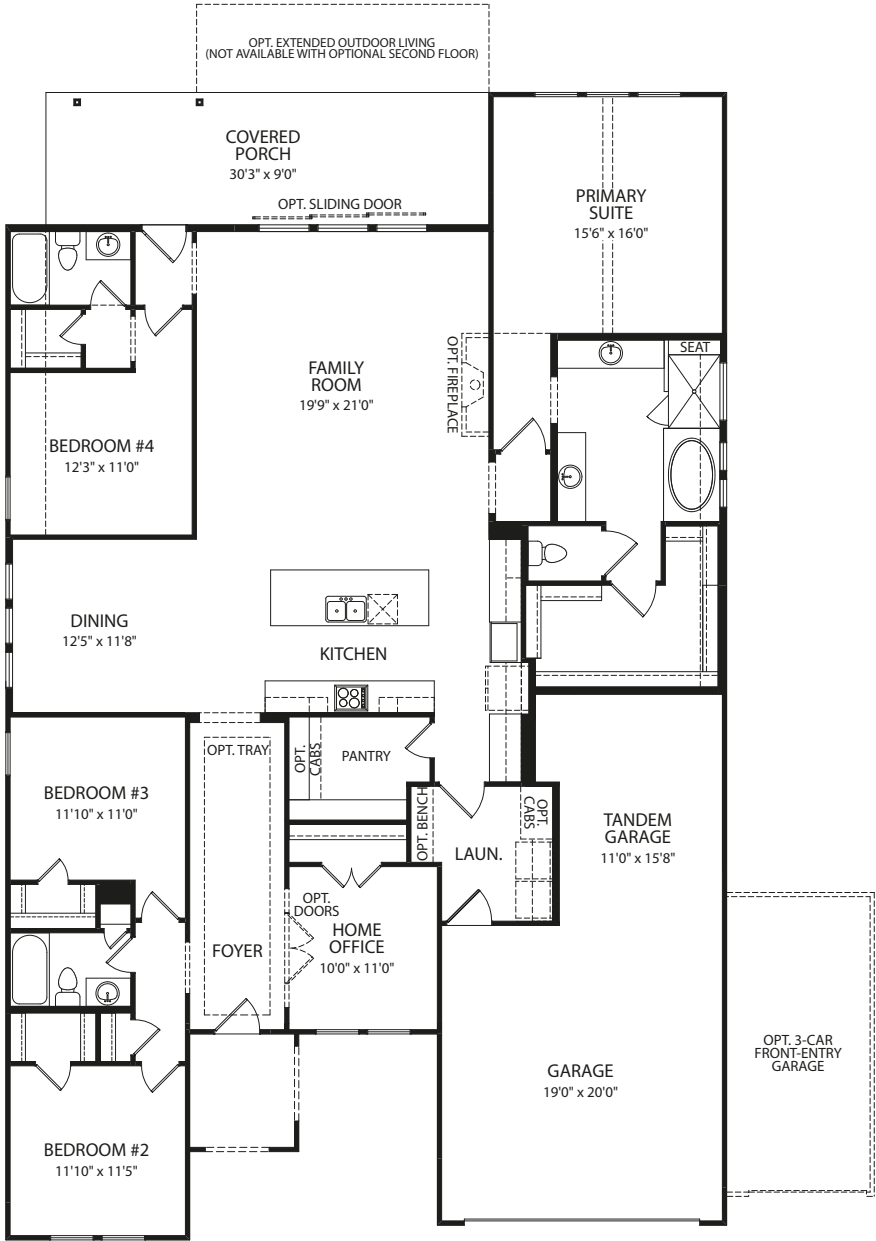 OPT. EXTENDED OUTDOOR LIVING
(NOT AVAILABLE WITH OPTIONAL SECOND FLOOR)
COVERED
PORCH
30'3" x 9'0"
OPT. SLIDING DOOR
PRIMARY
SUITE
15'6" x 16'0"
FAMILY
ROOM
19'9" x 21'0"
OPT. FIREPLACE
SEAT
BEDROOM #4
12'3" x 11'0"
DINING
12'5" x 11'8"
KITCHEN
OPT. TRAY
OPT.
CABS
PANTRY
BEDROOM #3
11'10" x 11'0"
OPT. BENCH
OPT.
CABS
LAUN.
TANDEM
GARAGE
11'0" x 15'8"
OPT.
DOORS
FOYER
HOME
OFFICE
10'0" x 11'0"
GARAGE
19'0" x 20'0"
OPT. 3-CAR
FRONT-ENTRY
GARAGE
BEDROOM #2
11'10" x 11'5"